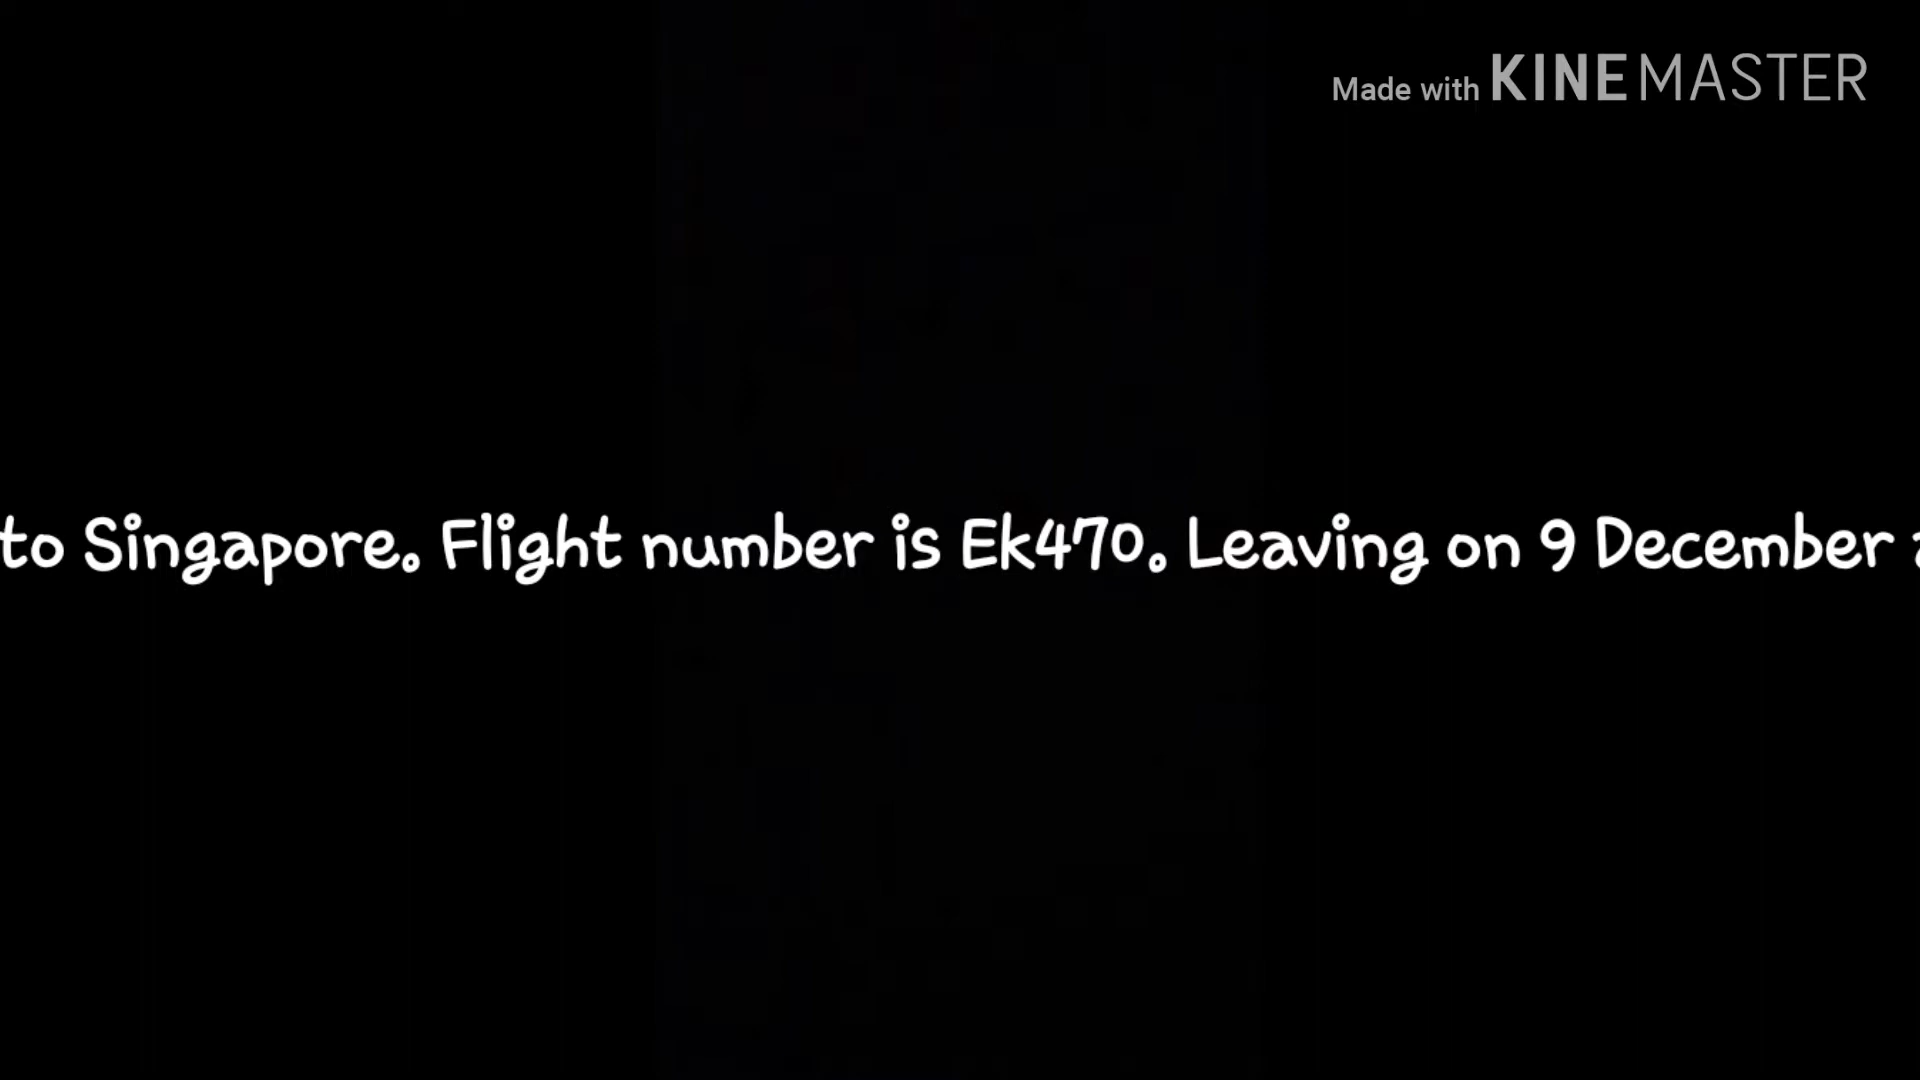 Made with KINEMASTER
to Singapore. Flight number is Ek470. Leaving on 9 December